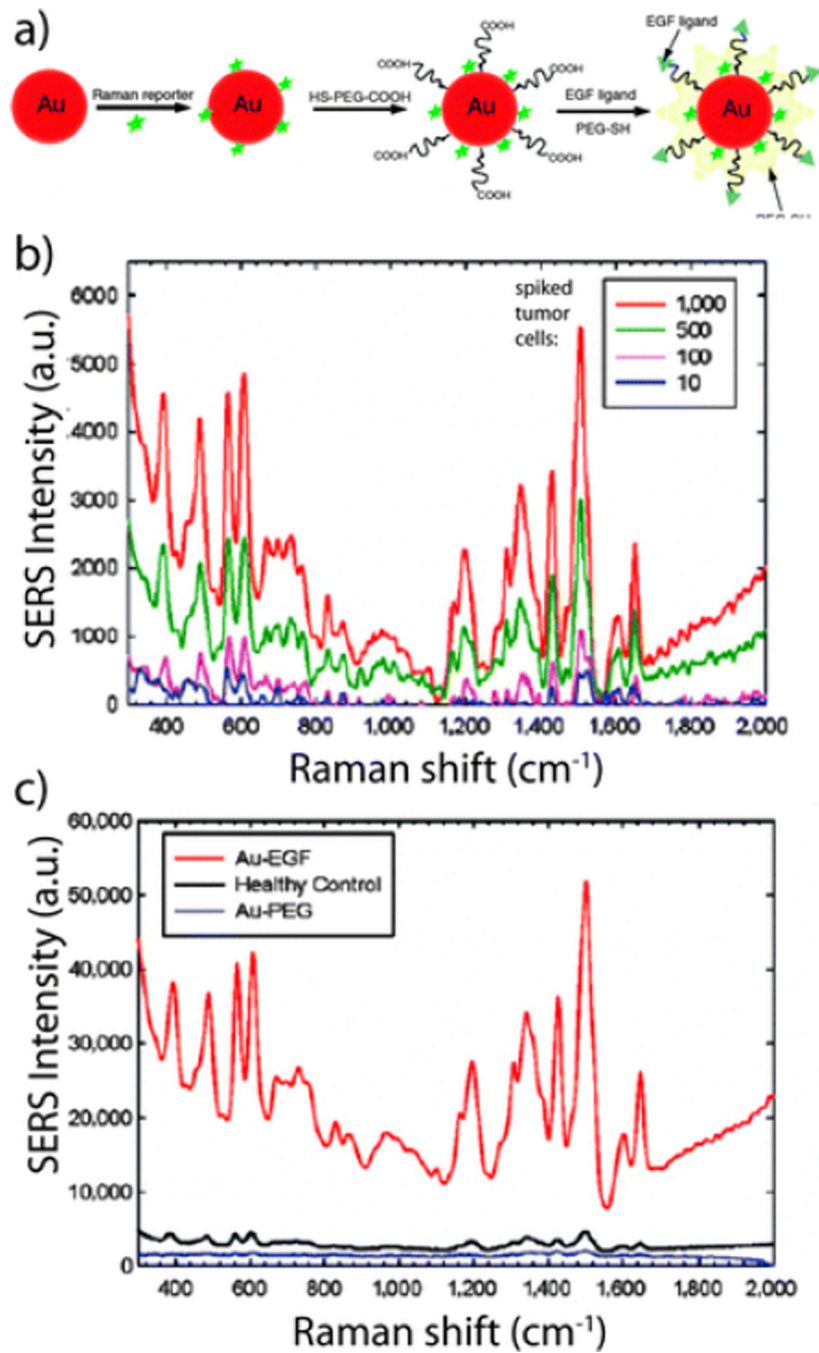 a)
EGF ligand
Au
Raman reporter
Au
HS-PEG-COOH
COOH
COOH
COOH
COOH
COOH
COOH
Au
EGF ligand
PEG-SH
Au
b)
SERS Intensity (a.u.)
6000
5000
4000
3000
2000
1000
0
spiked
tumor
cells:
1,000
500
100
10
400 600 800 1,000 1,200 1,400 1,600 1,800 2,000
Raman shift (cm⁻¹)
c)
SERS Intensity (a.u.)
60,000
50,000
40,000
30,000
20,000
10,000
0
Au-EGF
Healthy Control
Au-PEG
400 600 800 1,000 1,200 1,400 1,600 1,800 2,000
Raman shift (cm⁻¹)